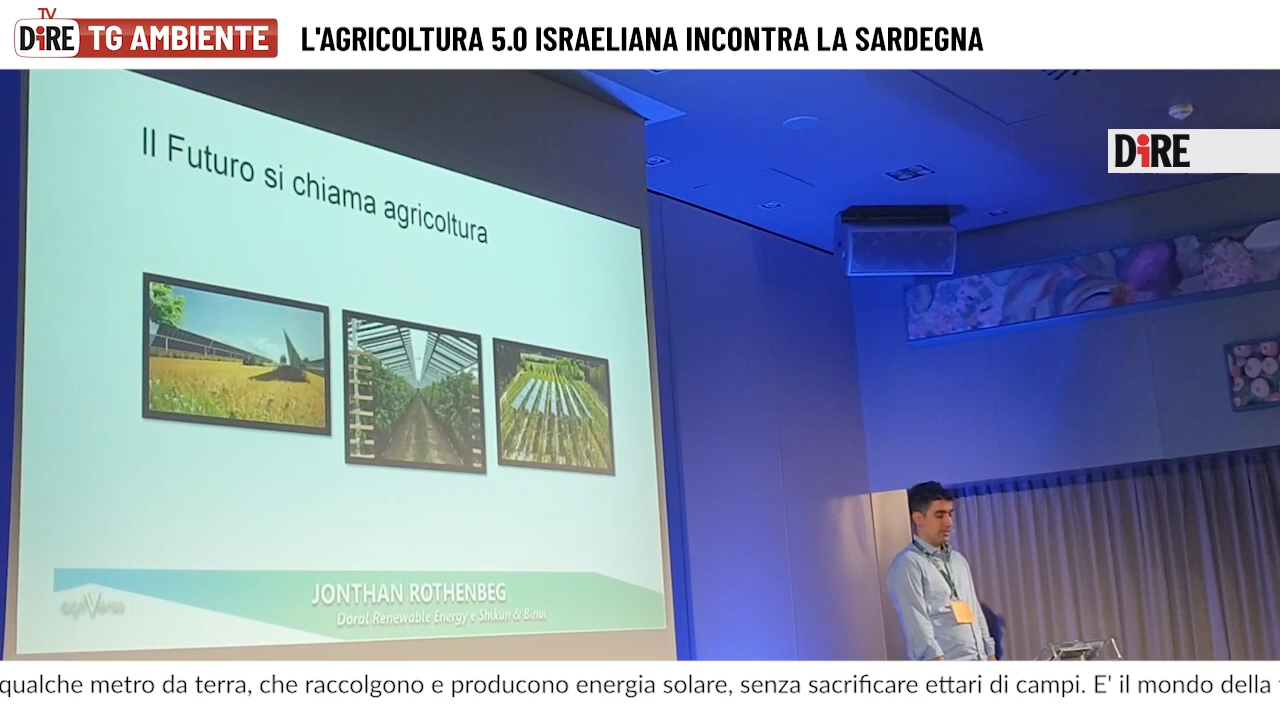 TV
DiRE TG AMBIENTE
L'AGRICOLTURA 5.0 ISRAELIANA INCONTRA LA SARDEGNA
DiRE
Il Futuro si chiama agricoltura
JONTHAN ROTHENBEG
Doral Renewable Energy e Shikun & Binui
agriVerso
qualche metro da terra, che raccolgono e producono energia solare, senza sacrificare ettari di campi. E' il mondo della